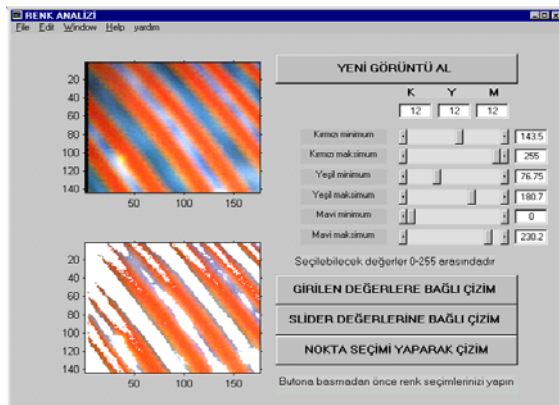 RENK ANALİZİ
File Edit Window Help yardım
YENİ GÖRÜNTÜ AL
K Y M
12 12 12
Kırmızı minimum 143.5
Kırmızı maksimum 255
Yeşil minimum 76.75
Yeşil maksimum 180.7
Mavi minimum 0
Mavi maksimum 230.2
Seçilebilecek değerler 0-255 arasındadır
GİRİLEN DEĞERLERE BAĞLI ÇİZİM
SLİDER DEĞERLERİNE BAĞLI ÇİZİM
NOKTA SEÇİMİ YAPARAK ÇİZİM
Butona basmadan önce renk seçimlerinizi yapın
20
40
60
80
100
120
140
50 100 150
20
40
60
80
100
120
140
50 100 150